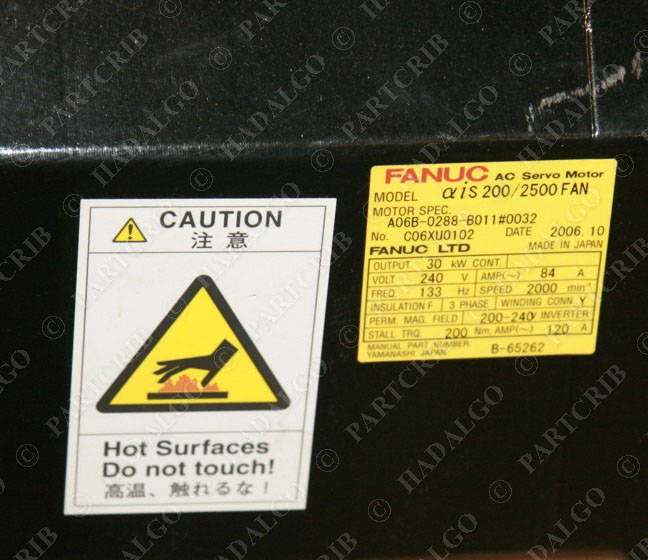 CAUTION
注意
Hot Surfaces
Do not touch!
高温、触れるな！
FANUC AC Servo Motor
MODEL αis 200/2500 FAN
MOTOR SPEC.
A06B-0288-B011#0032
No. C06XU0102 DATE 2006.10
FANUC LTD MADE IN JAPAN
OUTPUT 30 kW CONT.
VOLT 240 V AMP(~) 84 A
FREQ. 133 Hz SPEED 2000 min⁻¹
INSULATION F 3 PHASE WINDING CONN Y
PERM. MAG. FIELD 200-240V INVERTER
STALL TRQ 200 Nm, AMP(~) 120 A
MANUAL PART NUMBER. B-65262
YAMANASHI JAPAN.
© HADALGO PARTCRIB